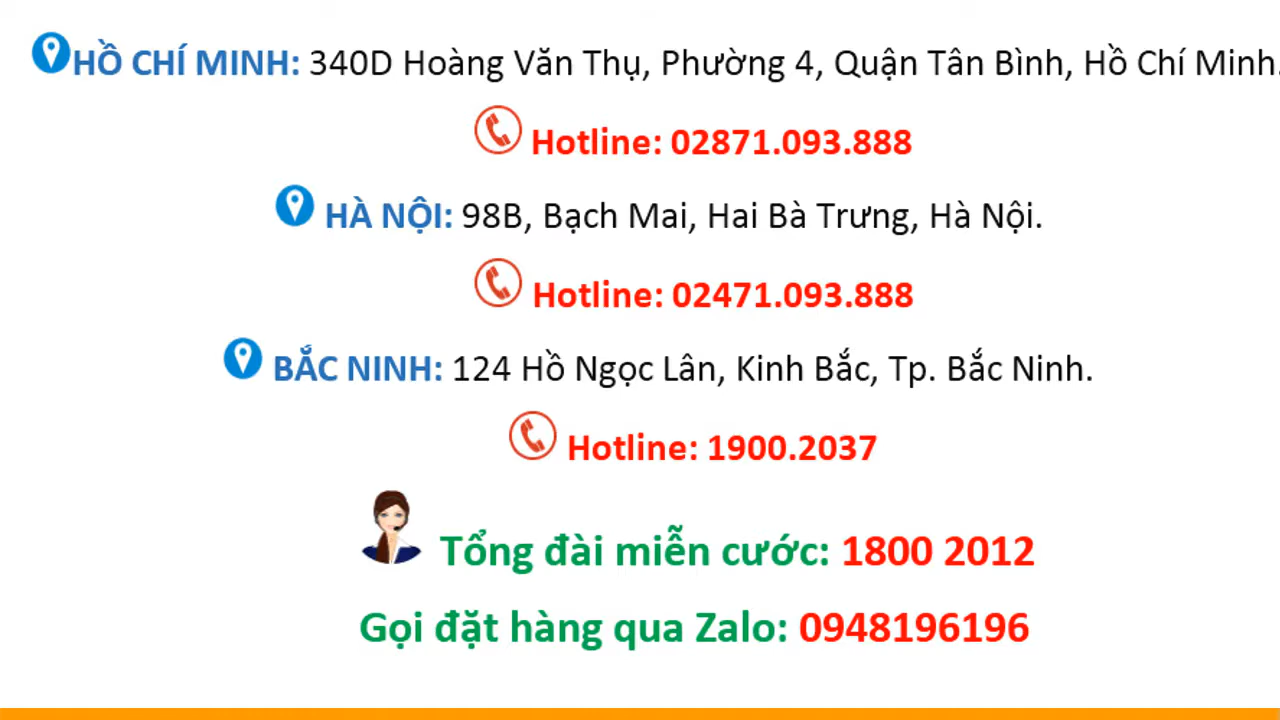 HỒ CHÍ MINH: 340D Hoàng Văn Thụ, Phường 4, Quận Tân Bình, Hồ Chí Minh.
Hotline: 02871.093.888
HÀ NỘI: 98B, Bạch Mai, Hai Bà Trưng, Hà Nội.
Hotline: 02471.093.888
BẮC NINH: 124 Hồ Ngọc Lân, Kinh Bắc, Tp. Bắc Ninh.
Hotline: 1900.2037
Tổng đài miễn cước: 1800 2012
Gọi đặt hàng qua Zalo: 0948196196